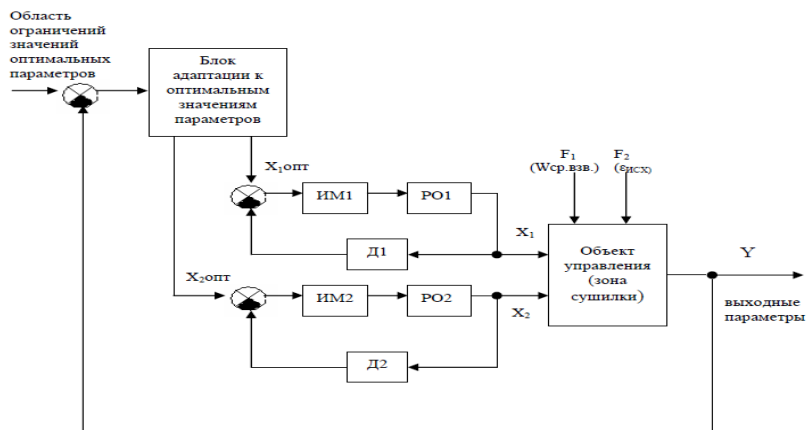 Область
ограничений
значений
оптимальных
параметров
Блок
адаптации к
оптимальным
значениям
параметров
X₁опт
ИМ1
РО1
Д1
X₁
F₁
(Wср.взв.)
F₂
(εИСХ)
Объект
управления
(зона
сушилки)
Y
выходные
параметры
X₂опт
ИМ2
РО2
X₂
Д2